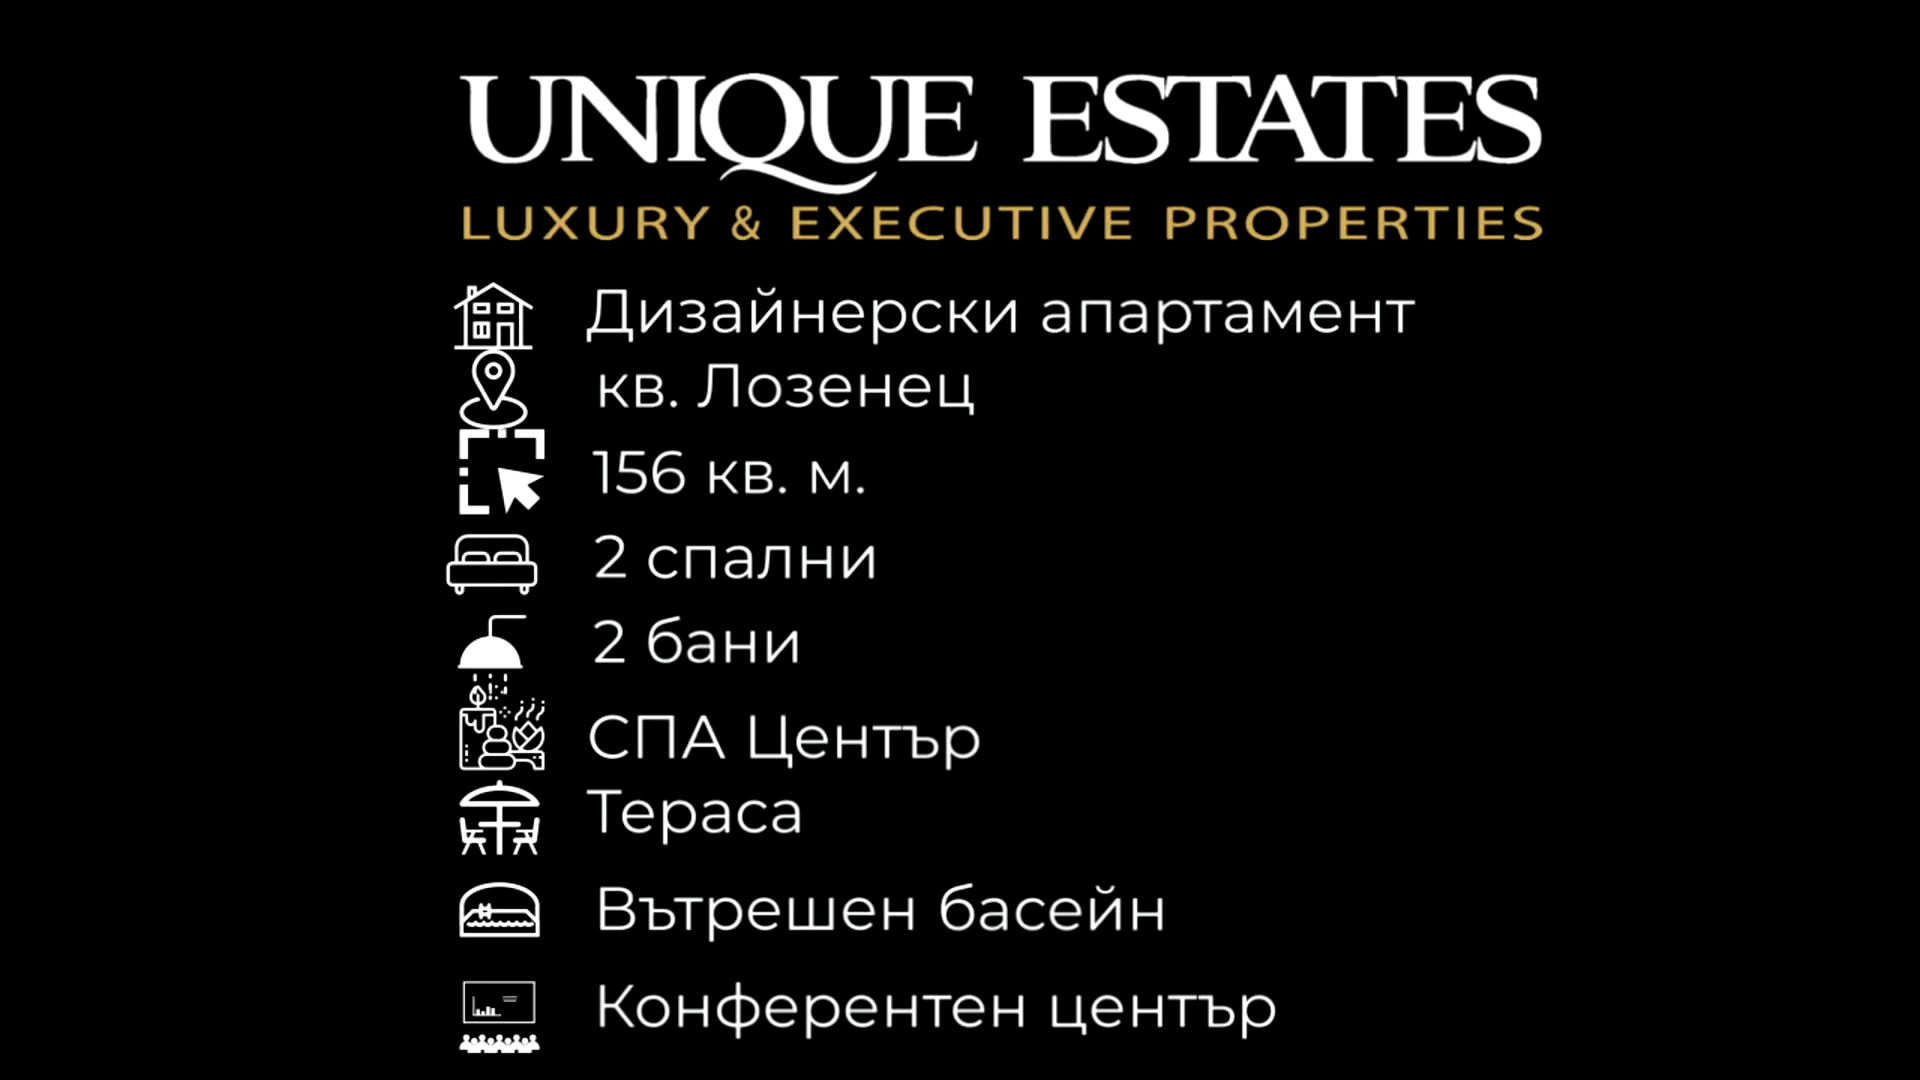 UNIQUE ESTATES
LUXURY & EXECUTIVE PROPERTIES
Дизайнерски апартамент
кв. Лозенец
156 кв. м.
2 спални
2 бани
СПА Център
Тераса
Вътрешен басейн
Конферентен център